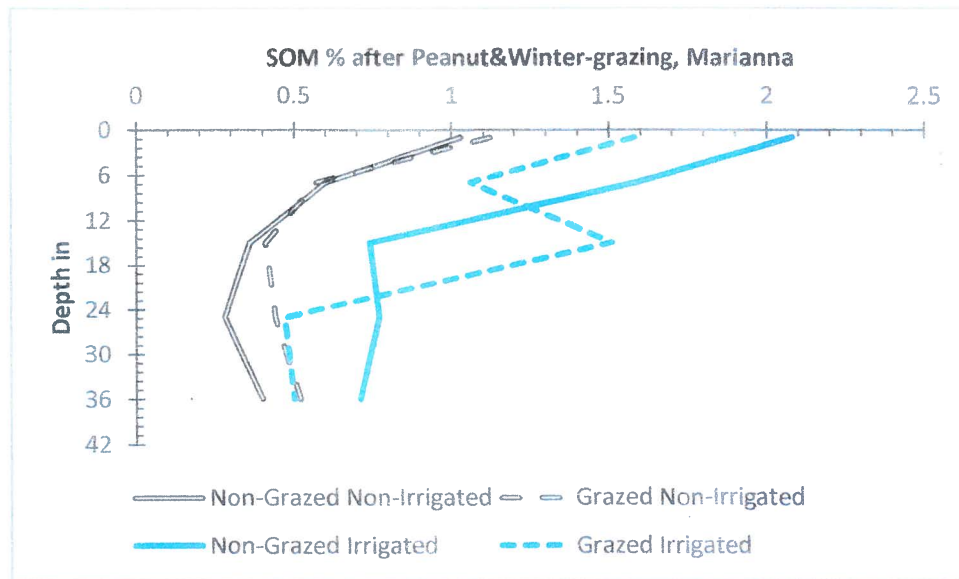 SOM % after Peanut&Winter-grazing, Marianna
0 0.5 1 1.5 2 2.5
0
6
12
18
24
30
36
42
Depth in
Non-Grazed Non-Irrigated Grazed Non-Irrigated
Non-Grazed Irrigated Grazed Irrigated